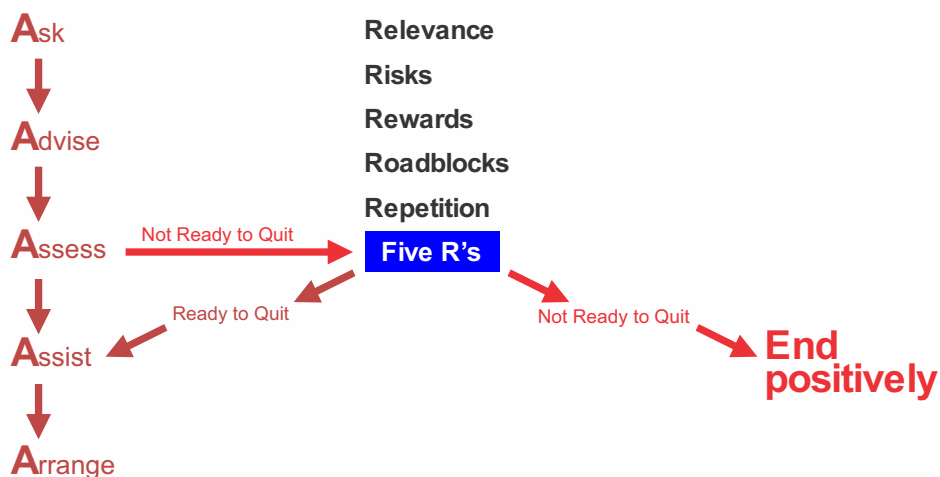 Ask
Relevance
Risks
Rewards
Advise
Roadblocks
Repetition
Assess
Not Ready to Quit
Five R’s
Ready to Quit
Not Ready to Quit
Assist
End
positively
Arrange